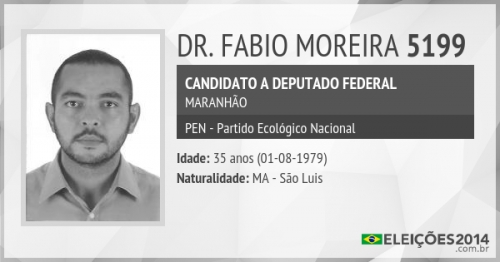 DR. FABIO MOREIRA 5199
CANDIDATO A DEPUTADO FEDERAL
MARANHÃO
PEN - Partido Ecológico Nacional
Idade: 35 anos (01-08-1979)
Naturalidade: MA - São Luis
ELEIÇÕES2014
.com.br